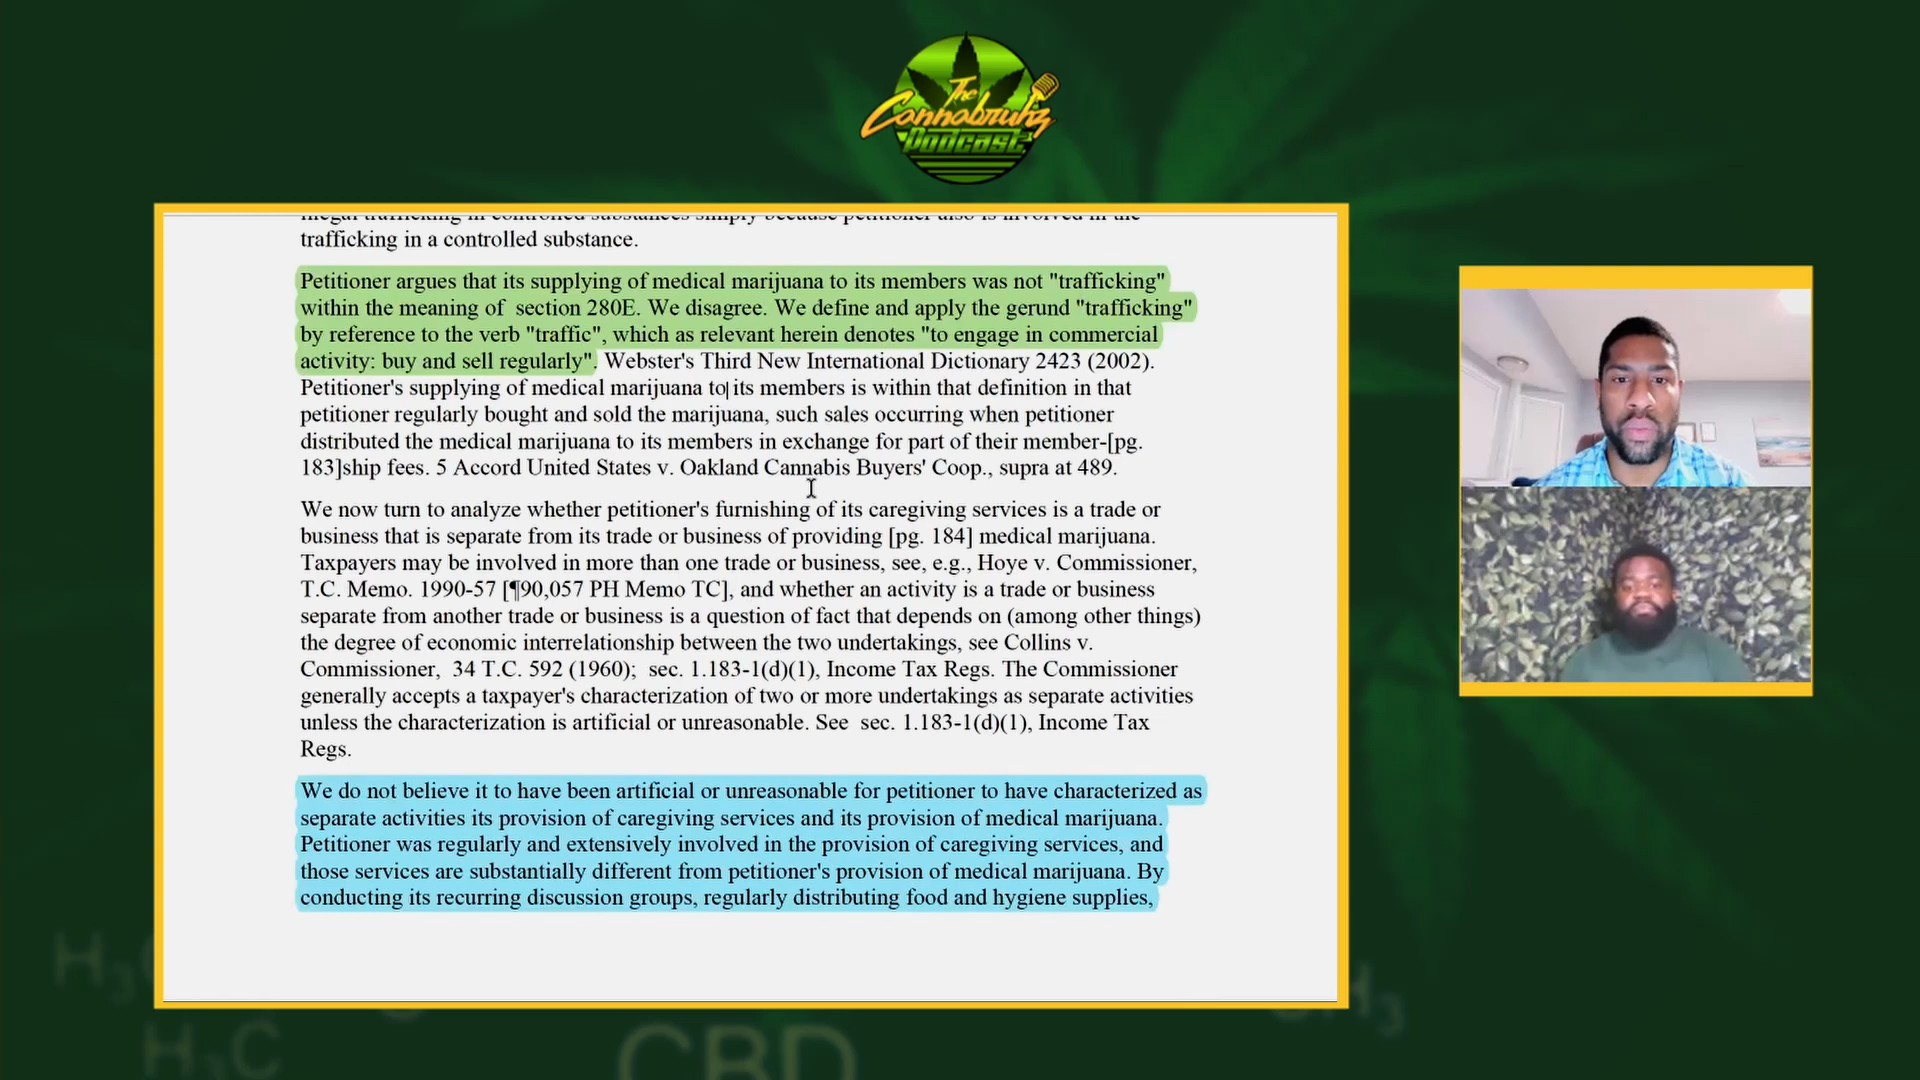 The
Cannabruhz
Podcast
illegal trafficking in controlled substances simply because petitioner also is involved in the
trafficking in a controlled substance.
Petitioner argues that its supplying of medical marijuana to its members was not "trafficking"
within the meaning of section 280E. We disagree. We define and apply the gerund "trafficking"
by reference to the verb "traffic", which as relevant herein denotes "to engage in commercial
activity: buy and sell regularly". Webster's Third New International Dictionary 2423 (2002).
Petitioner's supplying of medical marijuana to its members is within that definition in that
petitioner regularly bought and sold the marijuana, such sales occurring when petitioner
distributed the medical marijuana to its members in exchange for part of their member-[pg.
183]ship fees. 5 Accord United States v. Oakland Cannabis Buyers' Coop., supra at 489.
We now turn to analyze whether petitioner's furnishing of its caregiving services is a trade or
business that is separate from its trade or business of providing [pg. 184] medical marijuana.
Taxpayers may be involved in more than one trade or business, see, e.g., Hoye v. Commissioner,
T.C. Memo. 1990-57 [¶90,057 PH Memo TC], and whether an activity is a trade or business
separate from another trade or business is a question of fact that depends on (among other things)
the degree of economic interrelationship between the two undertakings, see Collins v.
Commissioner, 34 T.C. 592 (1960); sec. 1.183-1(d)(1), Income Tax Regs. The Commissioner
generally accepts a taxpayer's characterization of two or more undertakings as separate activities
unless the characterization is artificial or unreasonable. See sec. 1.183-1(d)(1), Income Tax
Regs.
We do not believe it to have been artificial or unreasonable for petitioner to have characterized as
separate activities its provision of caregiving services and its provision of medical marijuana.
Petitioner was regularly and extensively involved in the provision of caregiving services, and
those services are substantially different from petitioner's provision of medical marijuana. By
conducting its recurring discussion groups, regularly distributing food and hygiene supplies,
H₃C
H₃C
CBD